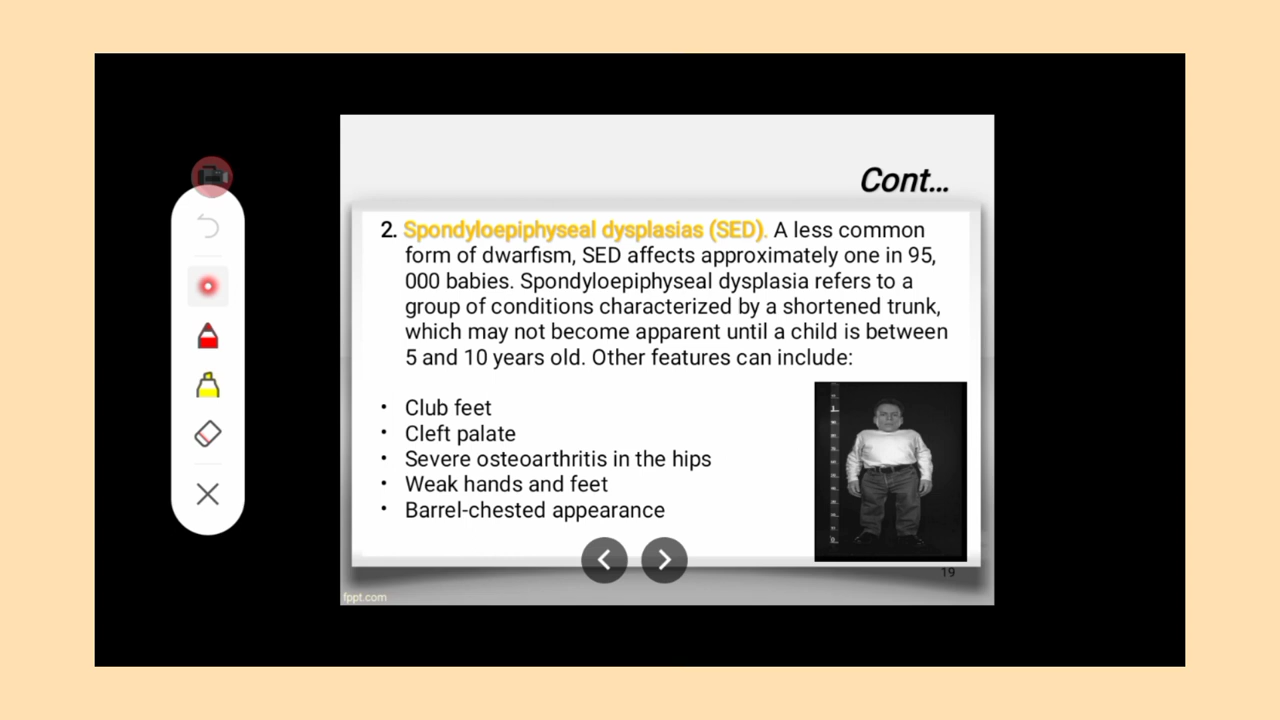 Cont...
2. Spondyloepiphyseal dysplasias (SED). A less common
form of dwarfism, SED affects approximately one in 95,
000 babies. Spondyloepiphyseal dysplasia refers to a
group of conditions characterized by a shortened trunk,
which may not become apparent until a child is between
5 and 10 years old. Other features can include:
• Club feet
• Cleft palate
• Severe osteoarthritis in the hips
• Weak hands and feet
• Barrel-chested appearance
19
fppt.com